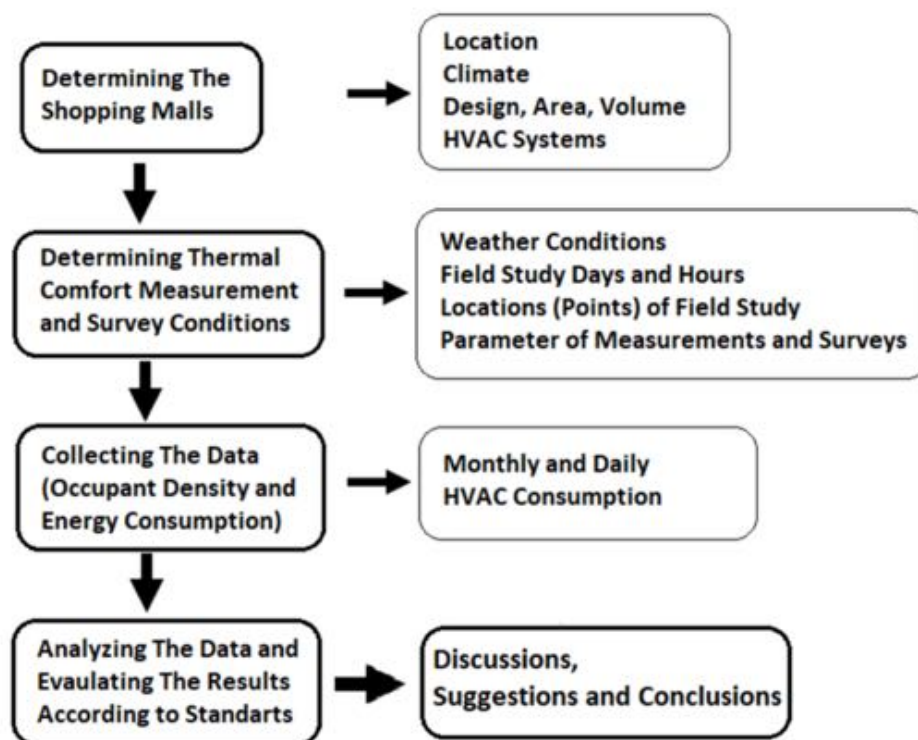 Determining The
Shopping Malls
Location
Climate
Design, Area, Volume
HVAC Systems
Determining Thermal
Comfort Measurement
and Survey Conditions
Weather Conditions
Field Study Days and Hours
Locations (Points) of Field Study
Parameter of Measurements and Surveys
Collecting The Data
(Occupant Density and
Energy Consumption)
Monthly and Daily
HVAC Consumption
Analyzing The Data and
Evaulating The Results
According to Standarts
Discussions,
Suggestions and Conclusions